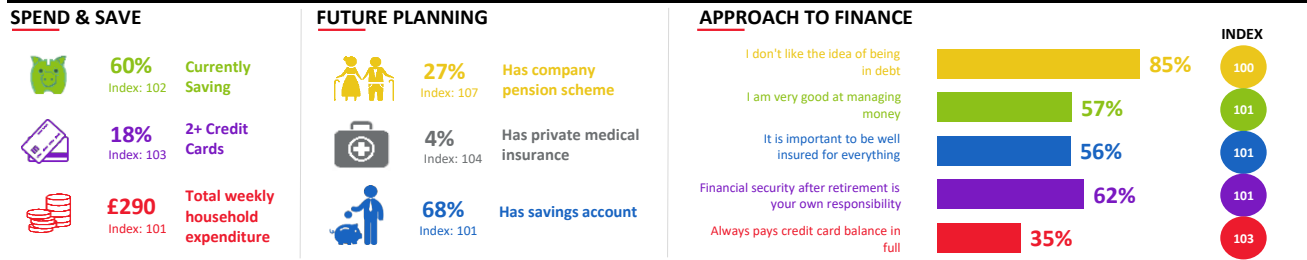 SPEND & SAVE
60%
Index: 102
Currently
Saving
18%
Index: 103
2+ Credit
Cards
£290
Index: 101
Total weekly
household
expenditure
FUTURE PLANNING
27%
Index: 107
Has company
pension scheme
4%
Index: 104
Has private medical
insurance
68%
Index: 101
Has savings account
APPROACH TO FINANCE
INDEX
I don't like the idea of being
in debt
85%
100
I am very good at managing
money
57%
101
It is important to be well
insured for everything
56%
101
Financial security after retirement is
your own responsibility
62%
101
Always pays credit card balance in
full
35%
103